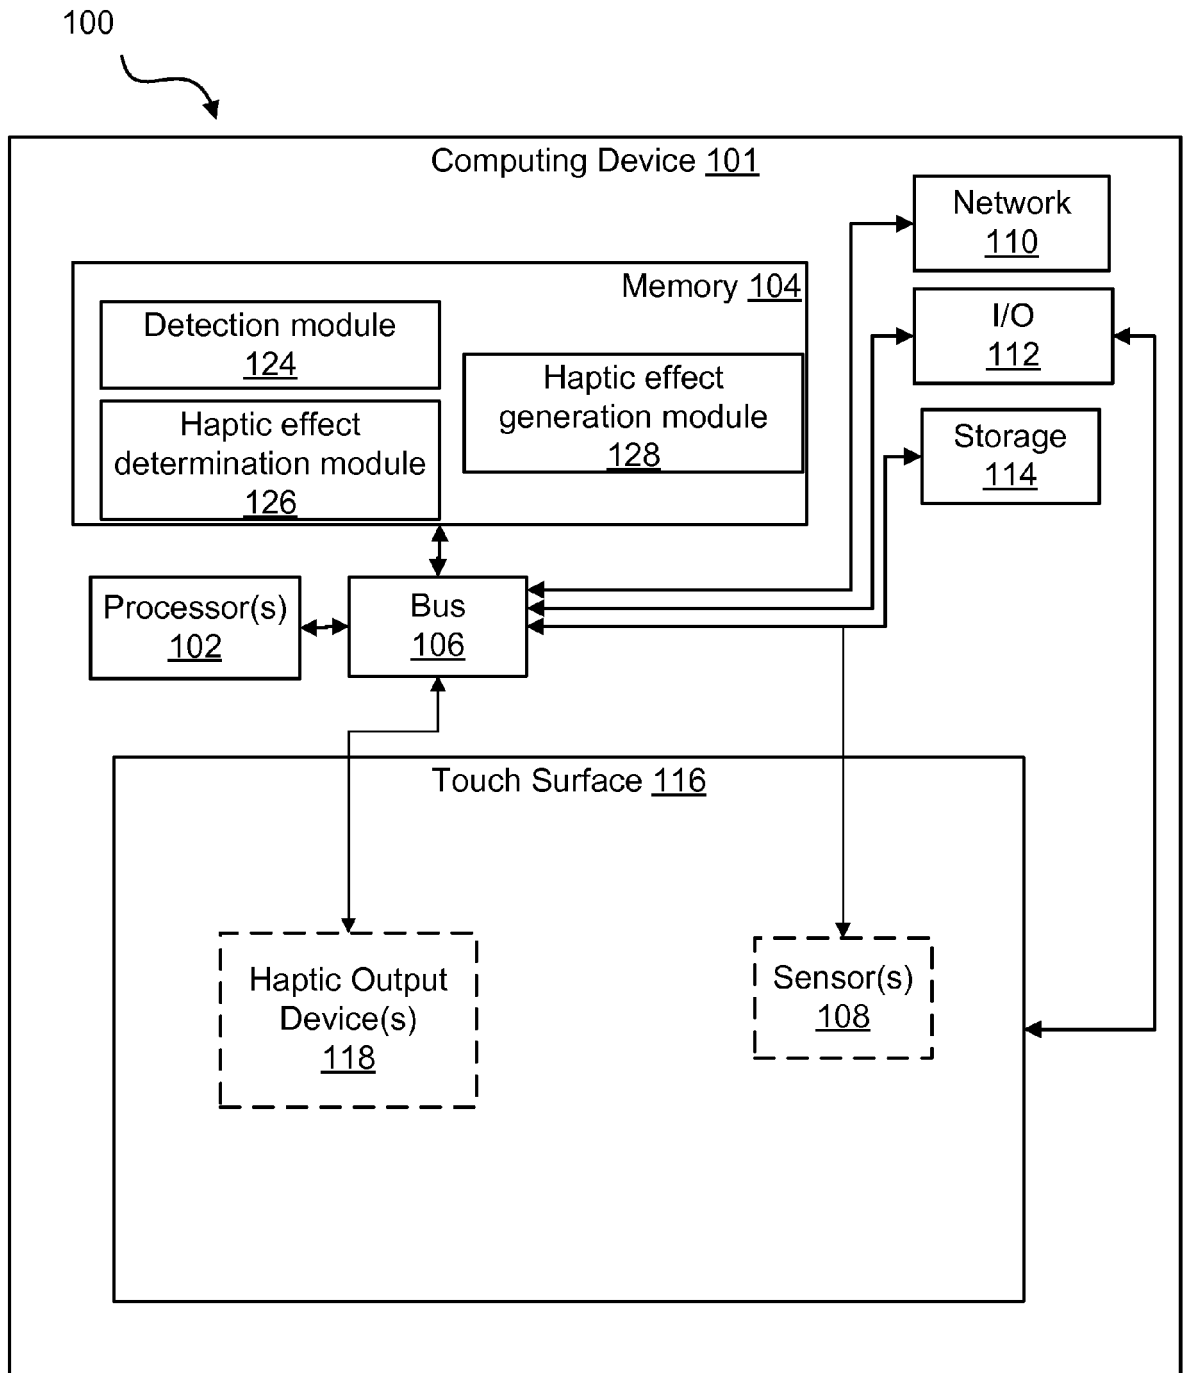 100
Computing Device 101
Network
110
Memory 104
I/O
112
Detection module
124
Haptic effect
generation module
128
Haptic effect
determination module
126
Storage
114
Processor(s)
102
Bus
106
Touch Surface 116
Haptic Output
Device(s)
118
Sensor(s)
108